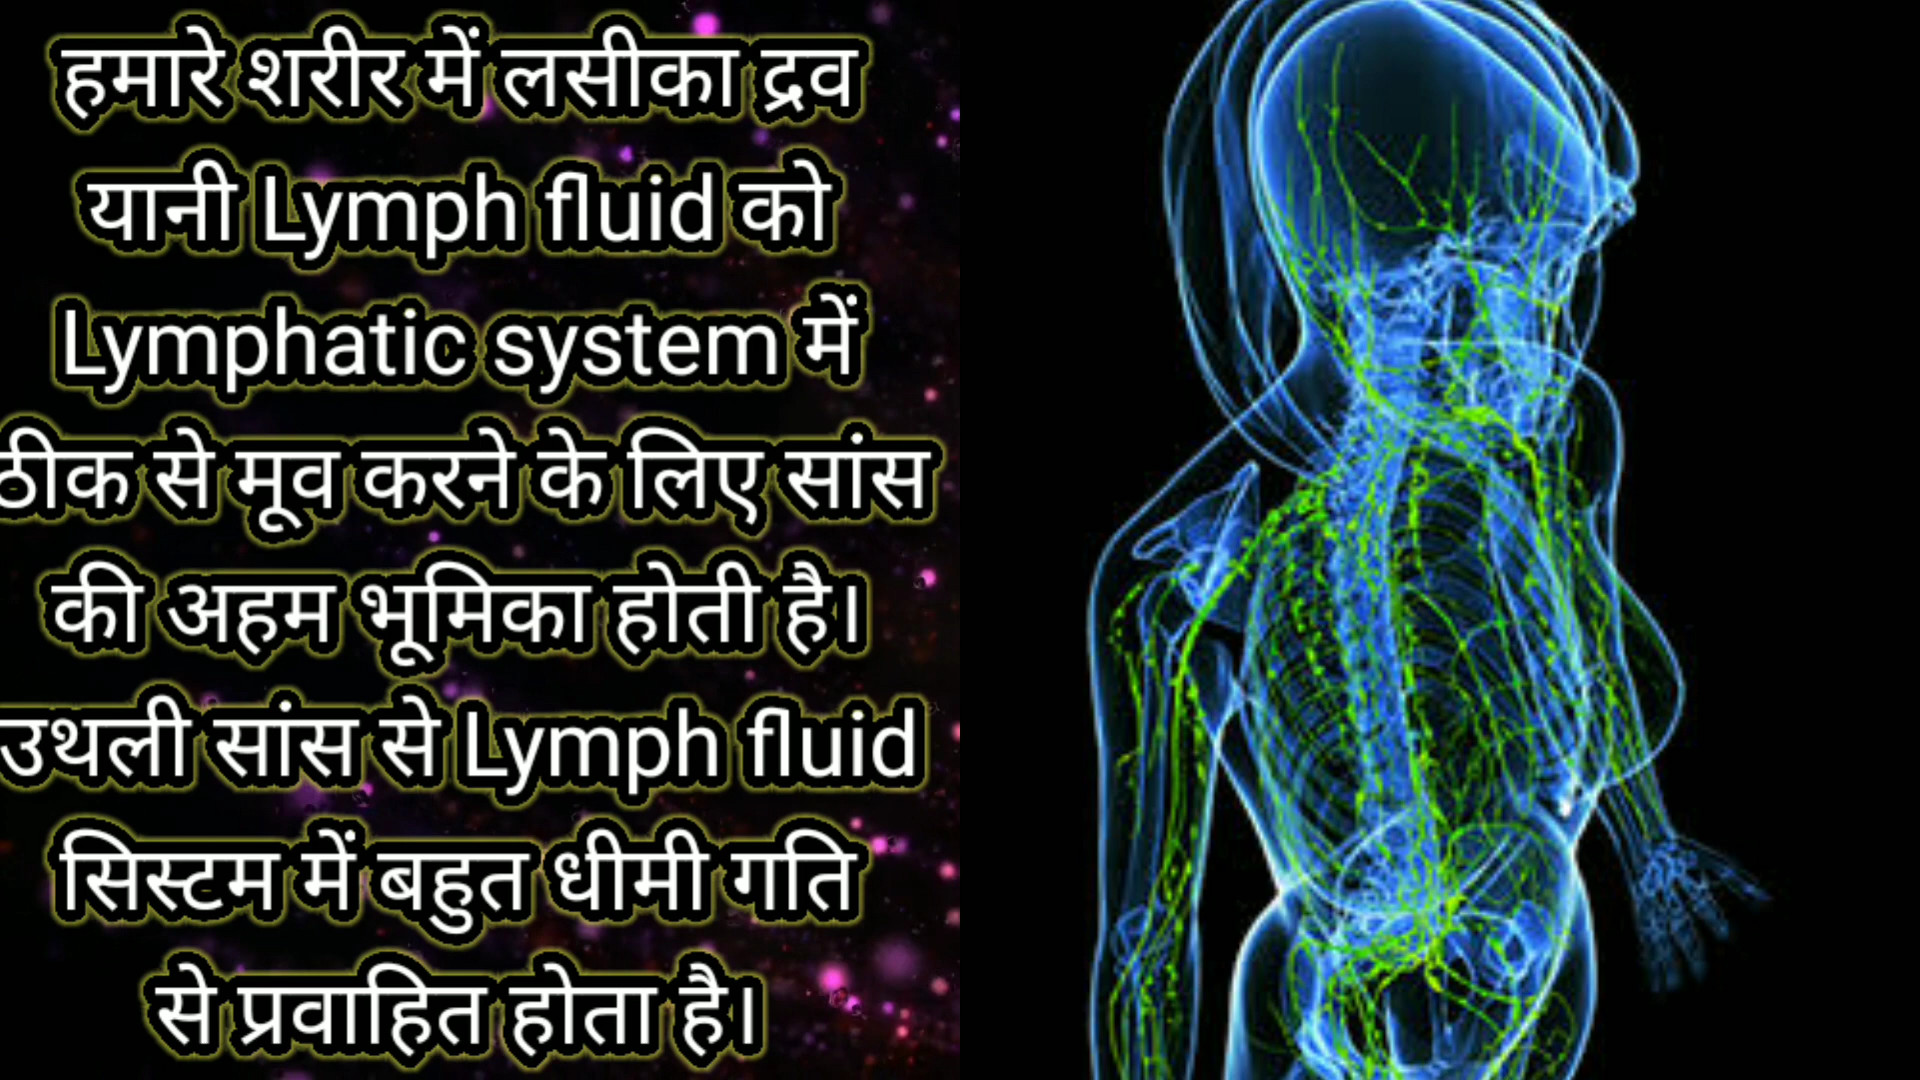 हमारे शरीर में लसीका द्रव
यानी Lymph fluid को
Lymphatic system में
ठीक से मूव करने के लिए सांस
की अहम भूमिका होती है।
उथली सांस से Lymph fluid
सिस्टम में बहुत धीमी गति
से प्रवाहित होता है।